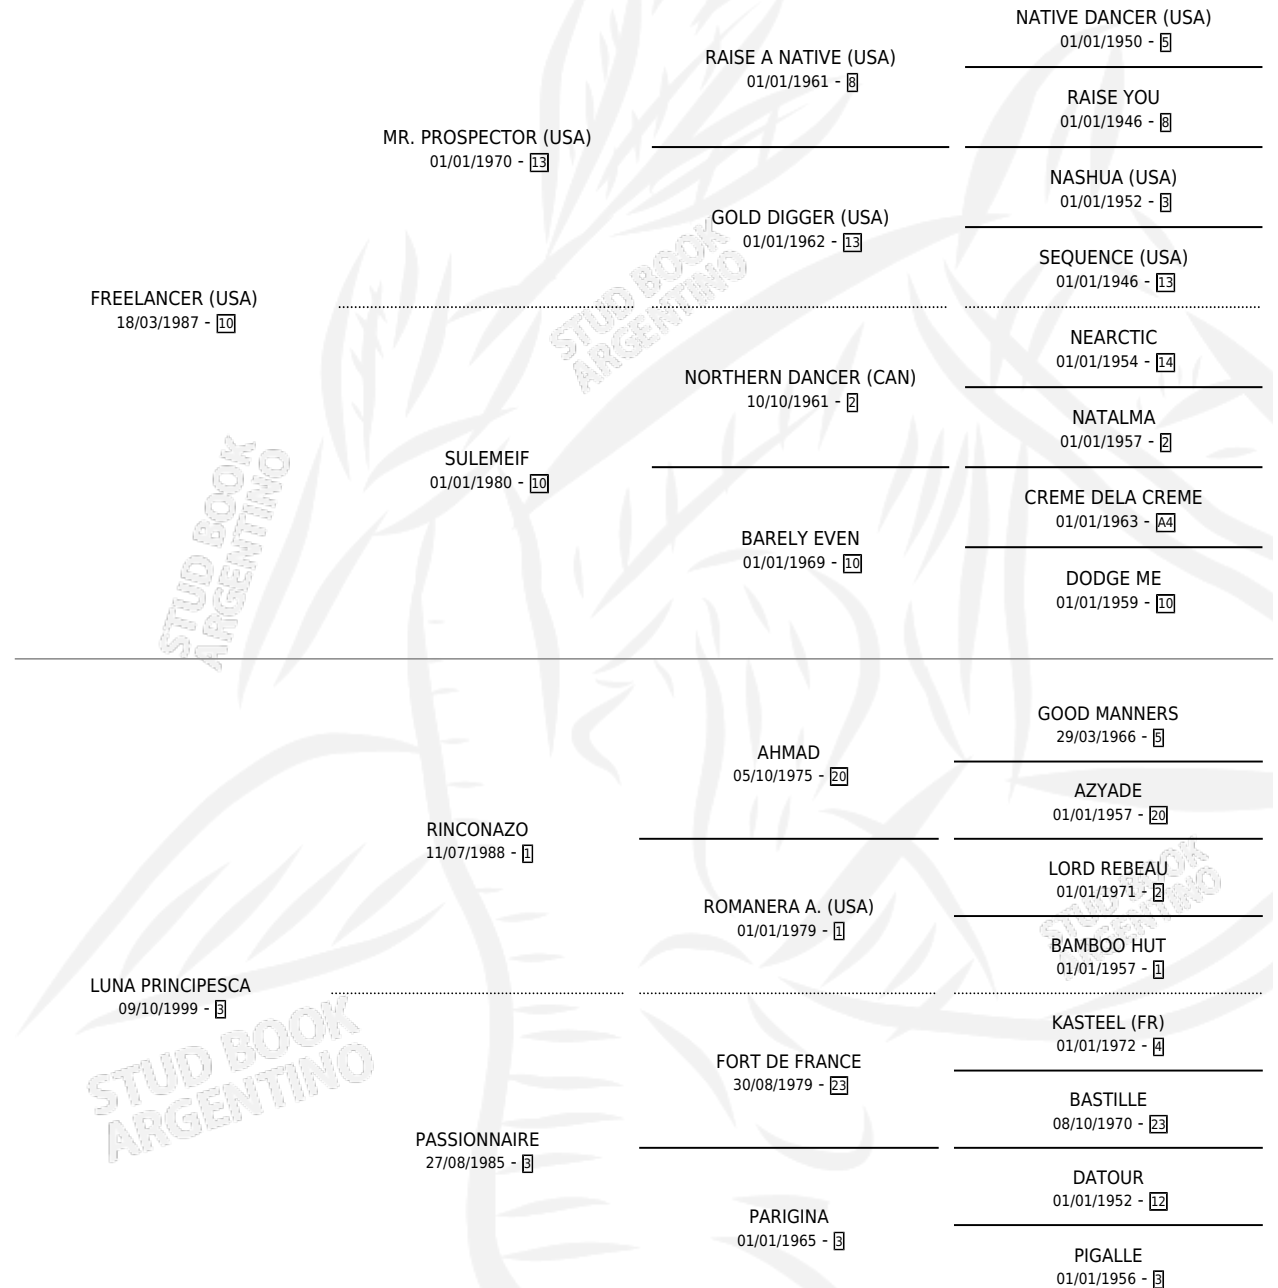 NATIVE DANCER (USA)
01/01/1950 - 5
RAISE A NATIVE (USA)
01/01/1961 - 8
RAISE YOU
01/01/1946 - 8
MR. PROSPECTOR (USA)
01/01/1970 - 13
NASHUA (USA)
01/01/1952 - 3
GOLD DIGGER (USA)
01/01/1962 - 13
SEQUENCE (USA)
01/01/1946 - 13
FREELANCER (USA)
18/03/1987 - 10
STUD BOOK
ARGENTINO
NEARCTIC
01/01/1954 - 14
NORTHERN DANCER (CAN)
10/10/1961 - 2
NATALMA
01/01/1957 - 2
SULEMEIF
01/01/1980 - 10
CREME DELA CREME
01/01/1963 - A4
BARELY EVEN
01/01/1969 - 10
DODGE ME
01/01/1959 - 10
STUD BOOK
ARGENTINO
GOOD MANNERS
29/03/1966 - 5
AHMAD
05/10/1975 - 20
AZYADE
01/01/1957 - 20
RINCONAZO
11/07/1988 - 1
LORD REBEAU
01/01/1971 - 2
ROMANERA A. (USA)
01/01/1979 - 1
STUD BOOK
ARGENTINO
BAMBOO HUT
01/01/1957 - 1
LUNA PRINCIPESCA
09/10/1999 - 3
KASTEEL (FR)
01/01/1972 - 4
FORT DE FRANCE
30/08/1979 - 23
STUD BOOK
ARGENTINO
BASTILLE
08/10/1970 - 23
PASSIONNAIRE
27/08/1985 - 3
DATOUR
01/01/1952 - 12
PARIGINA
01/01/1965 - 3
PIGALLE
01/01/1956 - 3